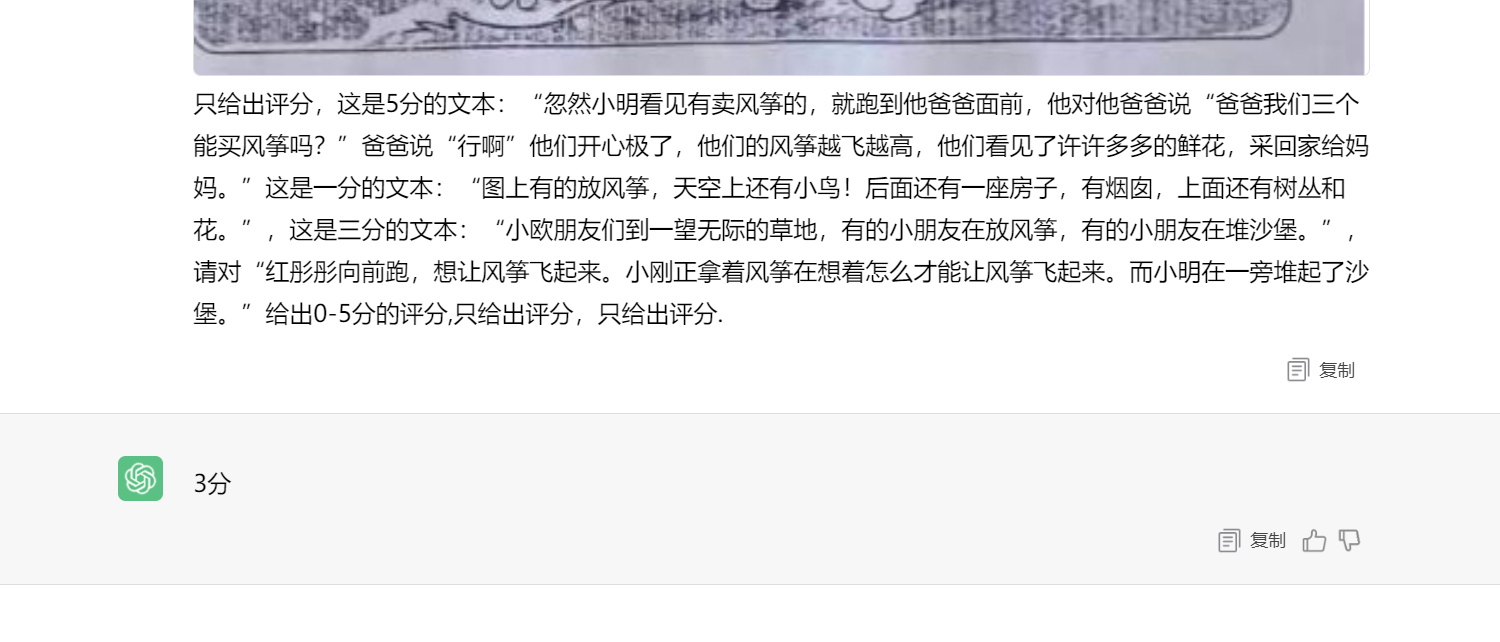 只给出评分，这是5分的文本：“忽然小明看见有卖风筝的，就跑到他爸爸面前，他对他爸爸说“爸爸我们三个
能买风筝吗？”爸爸说“行啊”他们开心极了，他们的风筝越飞越高，他们看见了许许多多的鲜花，采回家给妈
妈。”这是一分的文本：“图上有的放风筝，天空上还有小鸟！后面还有一座房子，有烟囱，上面还有树丛和
花。”，这是三分的文本：“小欧朋友们到一望无际的草地，有的小朋友在放风筝，有的小朋友在堆沙堡。”，
请对“红彤彤向前跑，想让风筝飞起来。小刚正拿着风筝在想着怎么才能让风筝飞起来。而小明在一旁堆起了沙
堡。”给出0-5分的评分,只给出评分，只给出评分.
复制
3分
复制